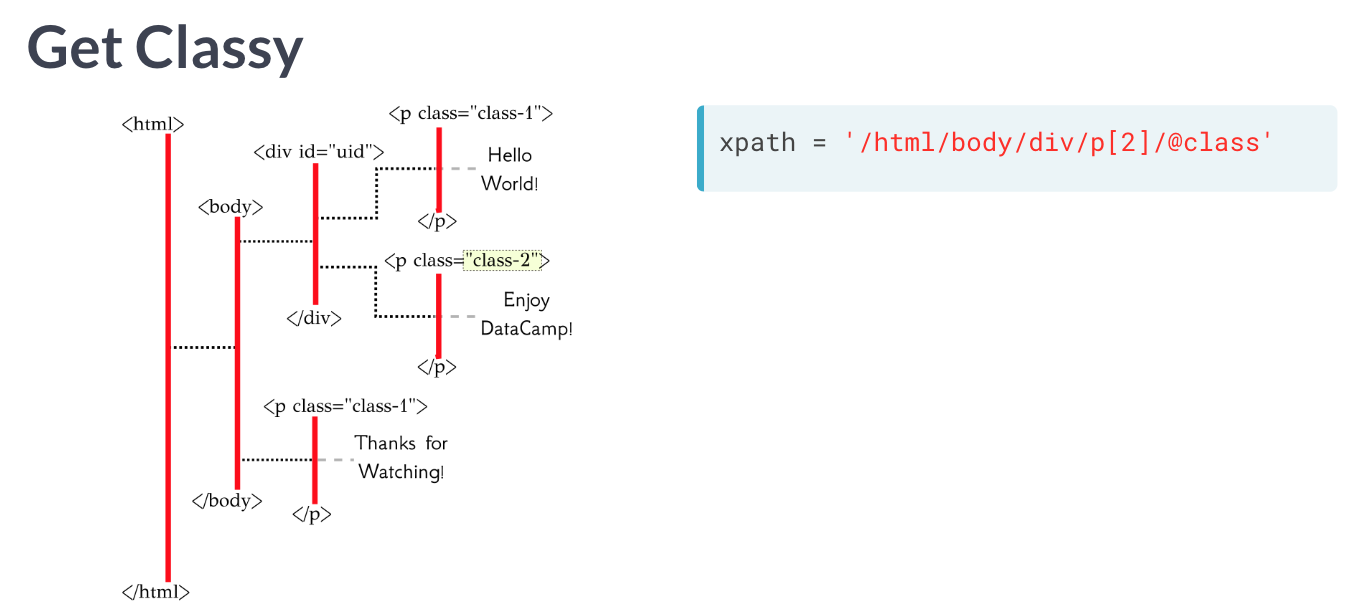 Get Classy
<html>
<body>
<div id="uid">
<p class="class-1">
Hello
World!
</p>
<p class="class-2">
Enjoy
DataCamp!
</p>
</div>
<p class="class-1">
Thanks for
Watching!
</p>
</body>
</html>
xpath = '/html/body/div/p[2]/@class'